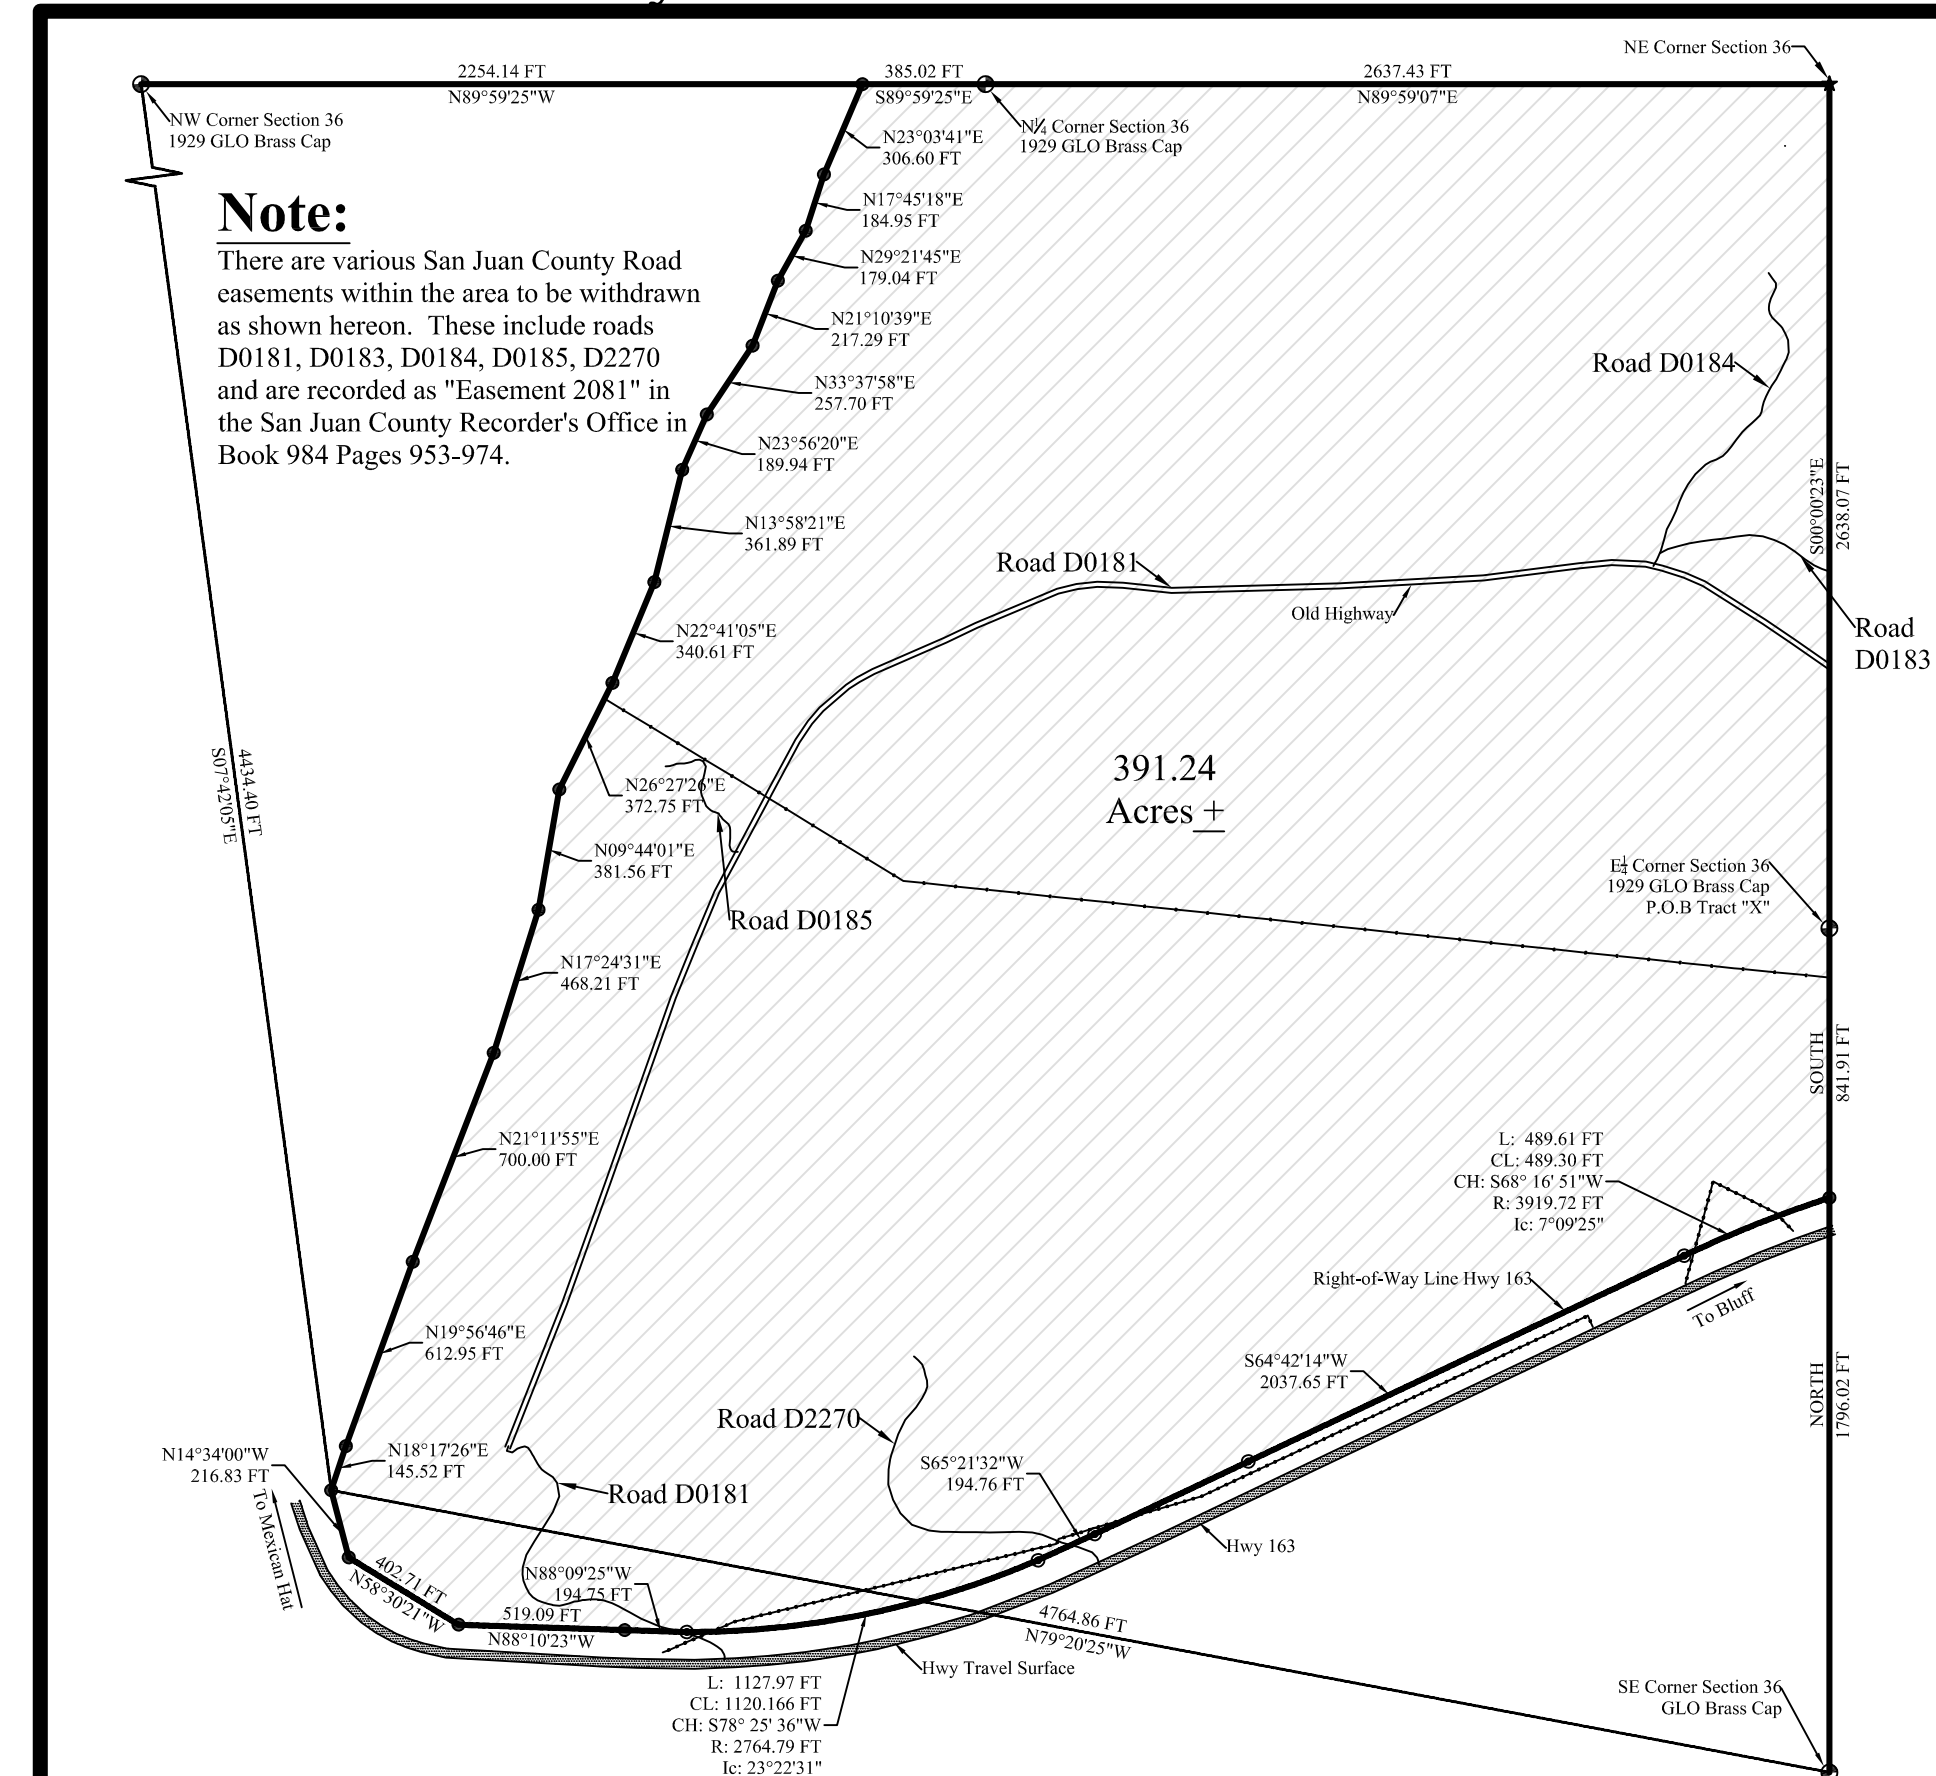 NE Corner Section 36
2254.14 FT
N89°59'25"W
385.02 FT
S89°59'25"E
2637.43 FT
N89°59'07"E
NW Corner Section 36
1929 GLO Brass Cap
N¼ Corner Section 36
1929 GLO Brass Cap
N23°03'41"E
306.60 FT
Note:
There are various San Juan County Road
easements within the area to be withdrawn
as shown hereon. These include roads
D0181, D0183, D0184, D0185, D2270
and are recorded as "Easement 2081" in
the San Juan County Recorder's Office in
Book 984 Pages 953-974.
N17°45'18"E
184.95 FT
N29°21'45"E
179.04 FT
N21°10'39"E
217.29 FT
N33°37'58"E
257.70 FT
N23°56'20"E
189.94 FT
N13°58'21"E
361.89 FT
N22°41'05"E
340.61 FT
Road D0184
S00°00'23"E
2638.07 FT
Road D0181
Old Highway
Road
D0183
4434.40 FT
S07°42'05"E
N26°27'26"E
372.75 FT
391.24
Acres ±
N09°44'01"E
381.56 FT
Road D0185
E¼ Corner Section 36
1929 GLO Brass Cap
P.O.B Tract "X"
N17°24'31"E
468.21 FT
SOUTH
841.91 FT
N21°11'55"E
700.00 FT
L: 489.61 FT
CL: 489.30 FT
CH: S68° 16' 51"W
R: 3919.72 FT
Ic: 7°09'25"
Right-of-Way Line Hwy 163
To Bluff
N19°56'46"E
612.95 FT
S64°42'14"W
2037.65 FT
NORTH
1796.02 FT
Road D2270
N14°34'00"W
216.83 FT
N18°17'26"E
145.52 FT
S65°21'32"W
194.76 FT
Road D0181
To Mexican Hat
Hwy 163
402.71 FT
N58°30'21"W
N88°09'25"W
194.75 FT
519.09 FT
N88°10'23"W
4764.86 FT
N79°20'25"W
Hwy Travel Surface
L: 1127.97 FT
CL: 1120.166 FT
CH: S78° 25' 36"W
R: 2764.79 FT
Ic: 23°22'31"
SE Corner Section 36
GLO Brass Cap